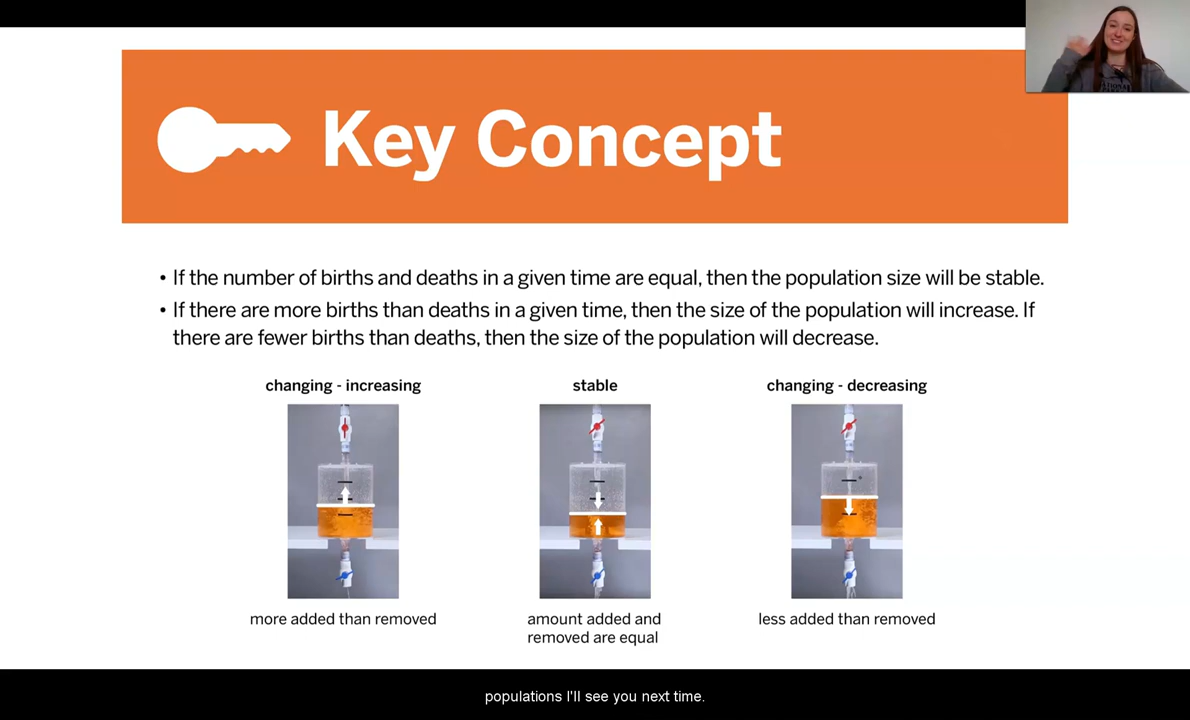 Key Concept
• If the number of births and deaths in a given time are equal, then the population size will be stable.
• If there are more births than deaths in a given time, then the size of the population will increase. If
there are fewer births than deaths, then the size of the population will decrease.
changing - increasing
stable
changing - decreasing
more added than removed
amount added and
removed are equal
less added than removed
populations I'll see you next time.